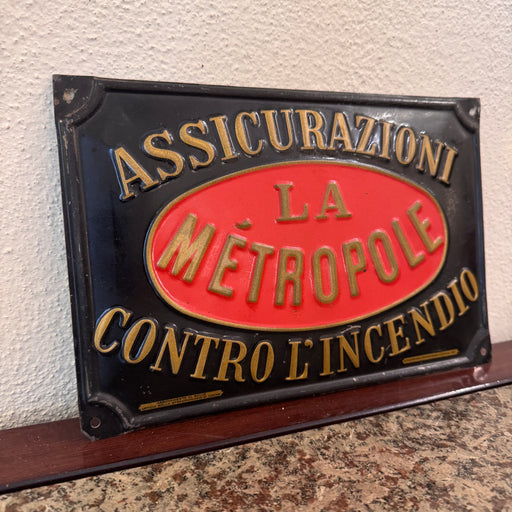 ASSICURAZIONI
LA
MÉTROPOLE
CONTRO L'INCENDIO